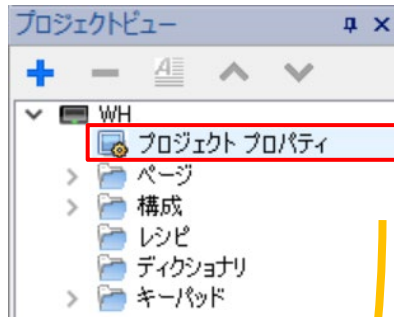 プロジェクトビュー
WH
プロジェクト プロパティ
ページ
構成
レシピ
ディクショナリ
キーパッド